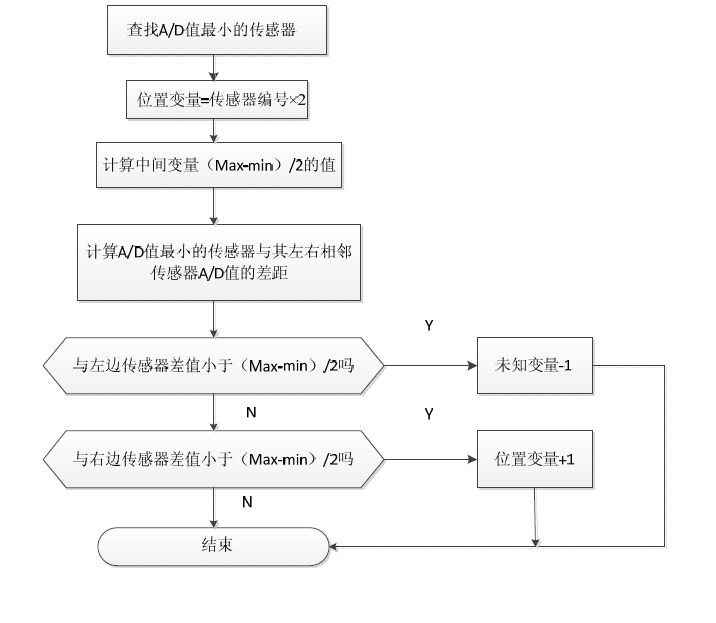 查找A/D值最小的传感器
位置变量=传感器编号×2
计算中间变量（Max-min）/2的值
计算A/D值最小的传感器与其左右相邻
传感器A/D值的差距
Y
与左边传感器差值小于（Max-min）/2吗
未知变量-1
N
Y
与右边传感器差值小于（Max-min）/2吗
位置变量+1
N
结束